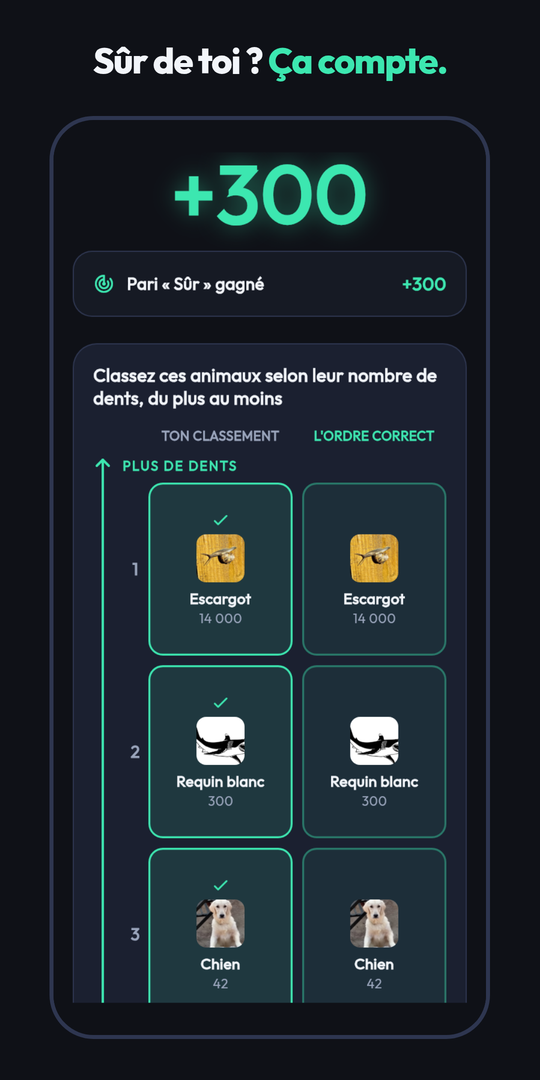 Sûr de toi ? Ça compte.
+300
Pari « Sûr » gagné +300
Classez ces animaux selon leur nombre de
dents, du plus au moins
TON CLASSEMENT L'ORDRE CORRECT
PLUS DE DENTS
1
Escargot Escargot
14 000 14 000
2
Requin blanc Requin blanc
300 300
3
Chien Chien
42 42